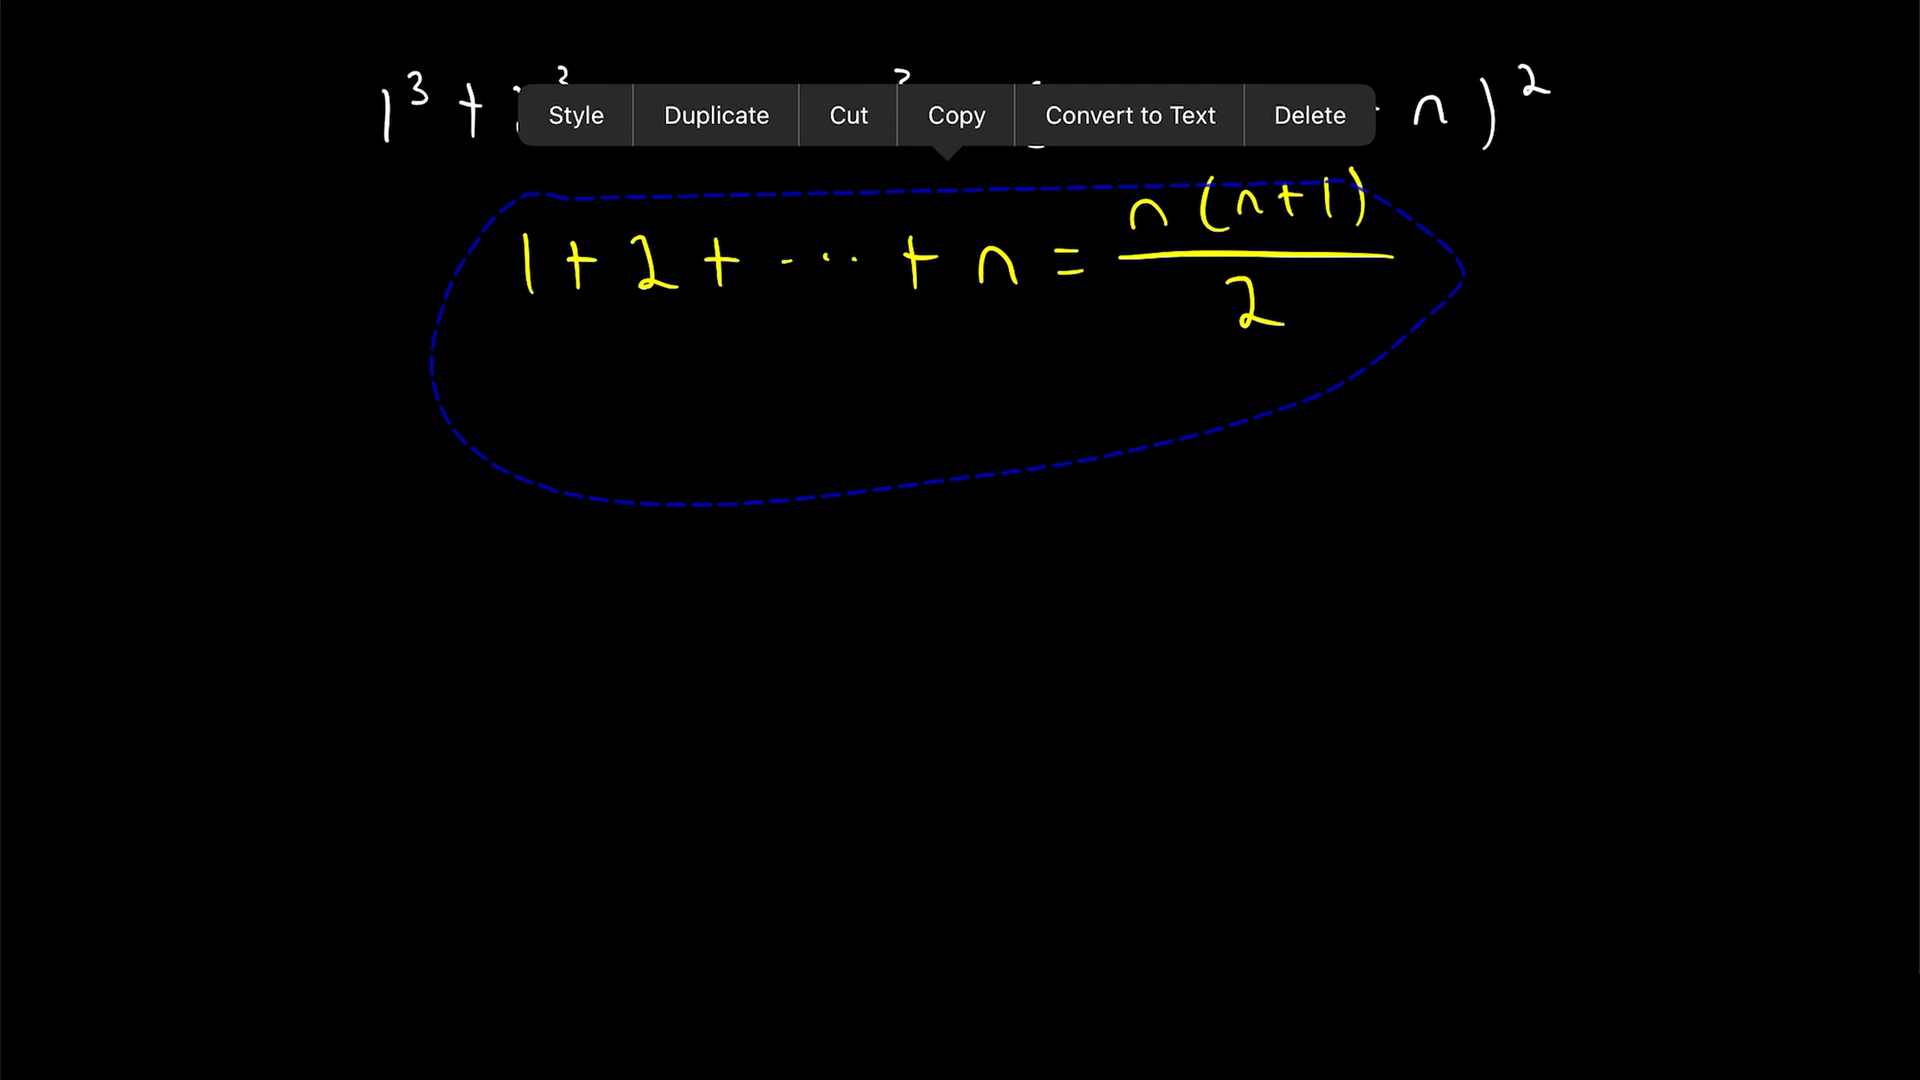 1³ +
n)²
Style Duplicate Cut Copy Convert to Text Delete
1 + 2 + ... + n = n(n+1)/2